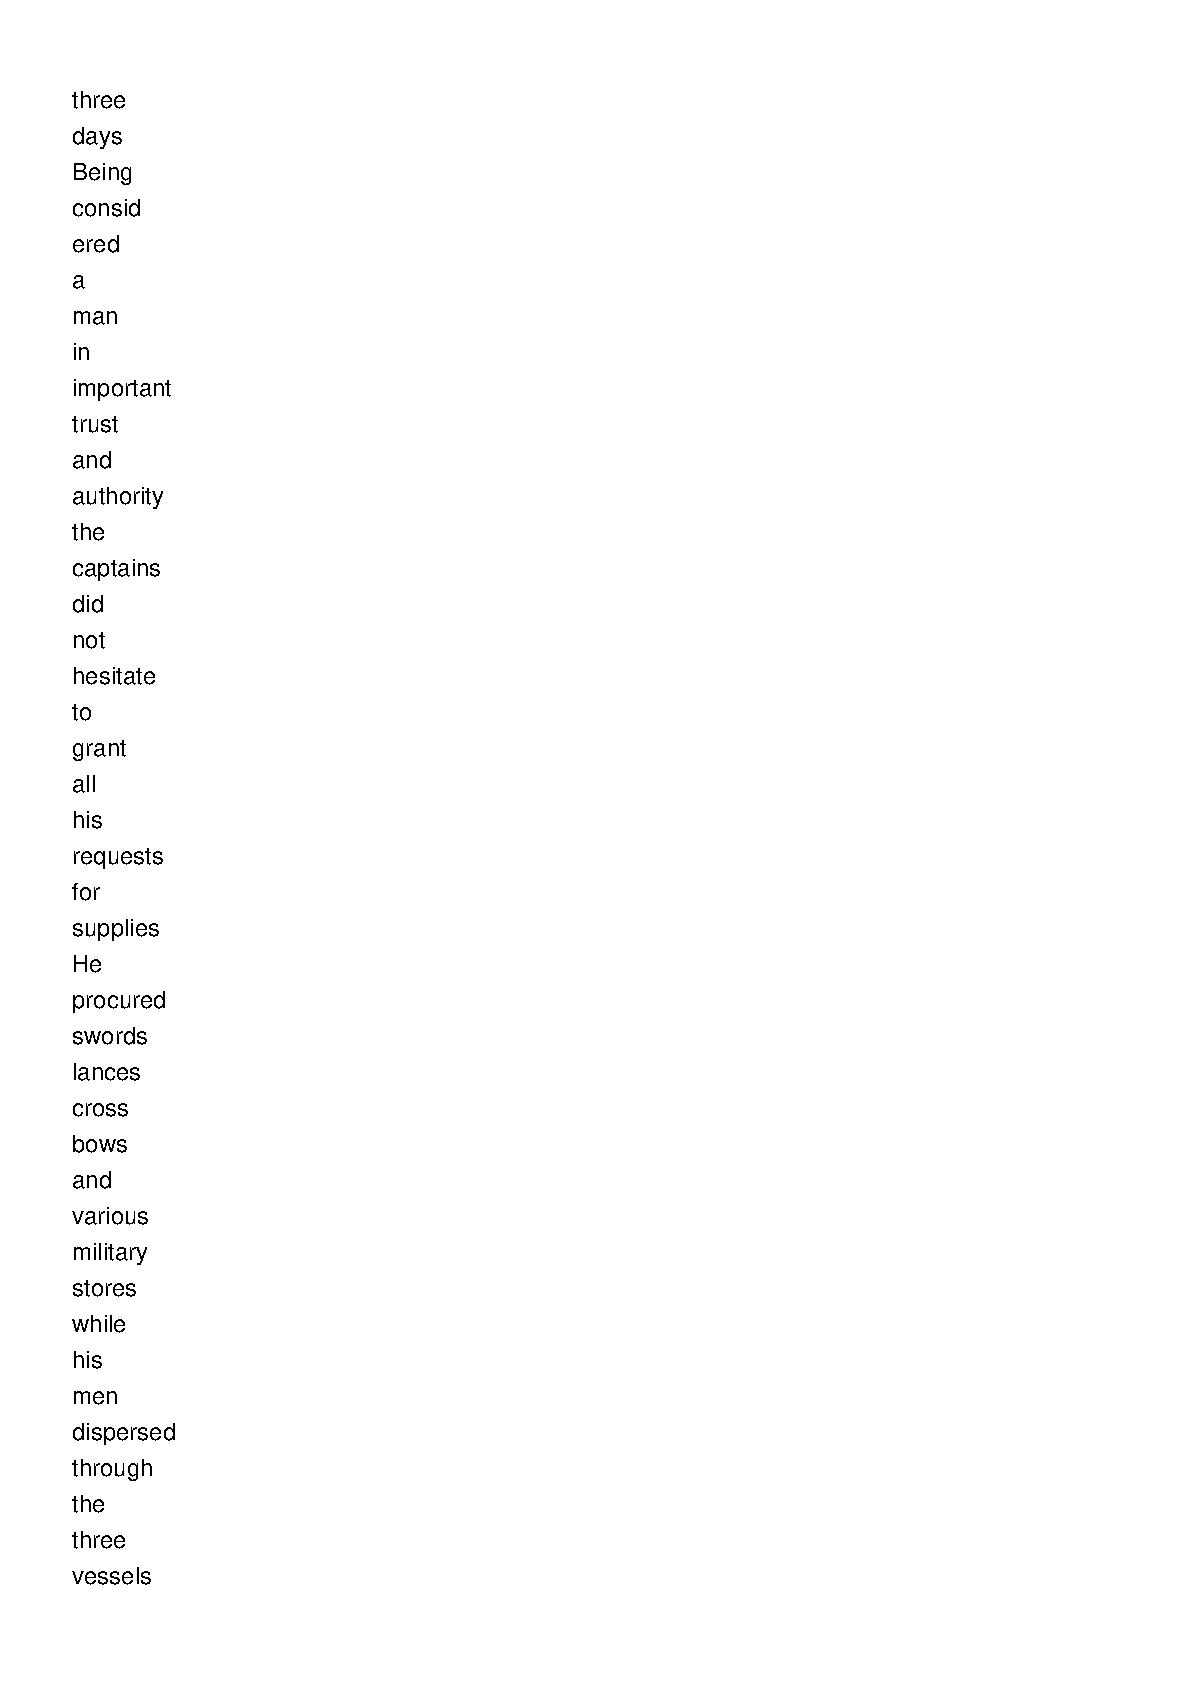 three
days
Being
consid
ered
a
man
in
important
trust
and
authority
the
captains
did
not
hesitate
to
grant
all
his
requests
for
supplies
He
procured
swords
lances
cross
bows
and
various
military
stores
while
his
men
dispersed
through
the
three
vessels